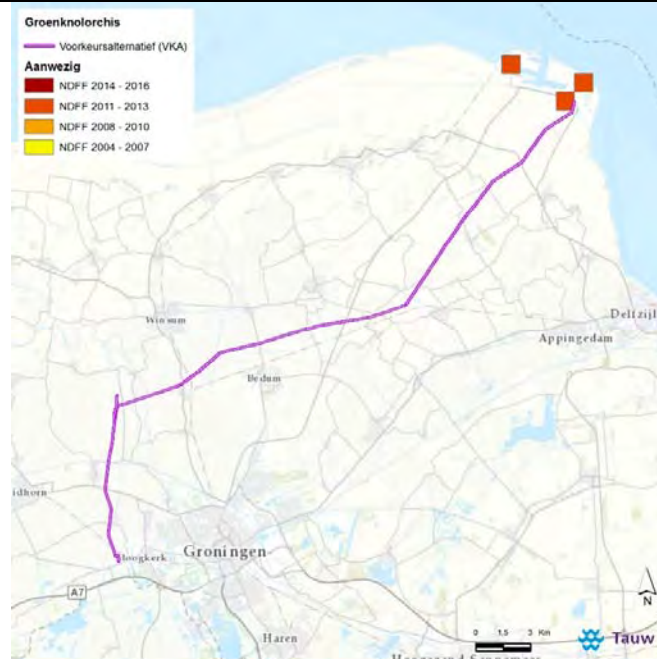 Groenknolorchis
Voorkeursalternatief (VKA)
Aanwezig
NDFF 2014 - 2016
NDFF 2011 - 2013
NDFF 2008 - 2010
NDFF 2004 - 2007
Winsum
Bedum
Delfzijl
Appingedam
idhorn
Hoogkerk
Groningen
A7
Haren
N
0 1,5 3 Km
Tauw